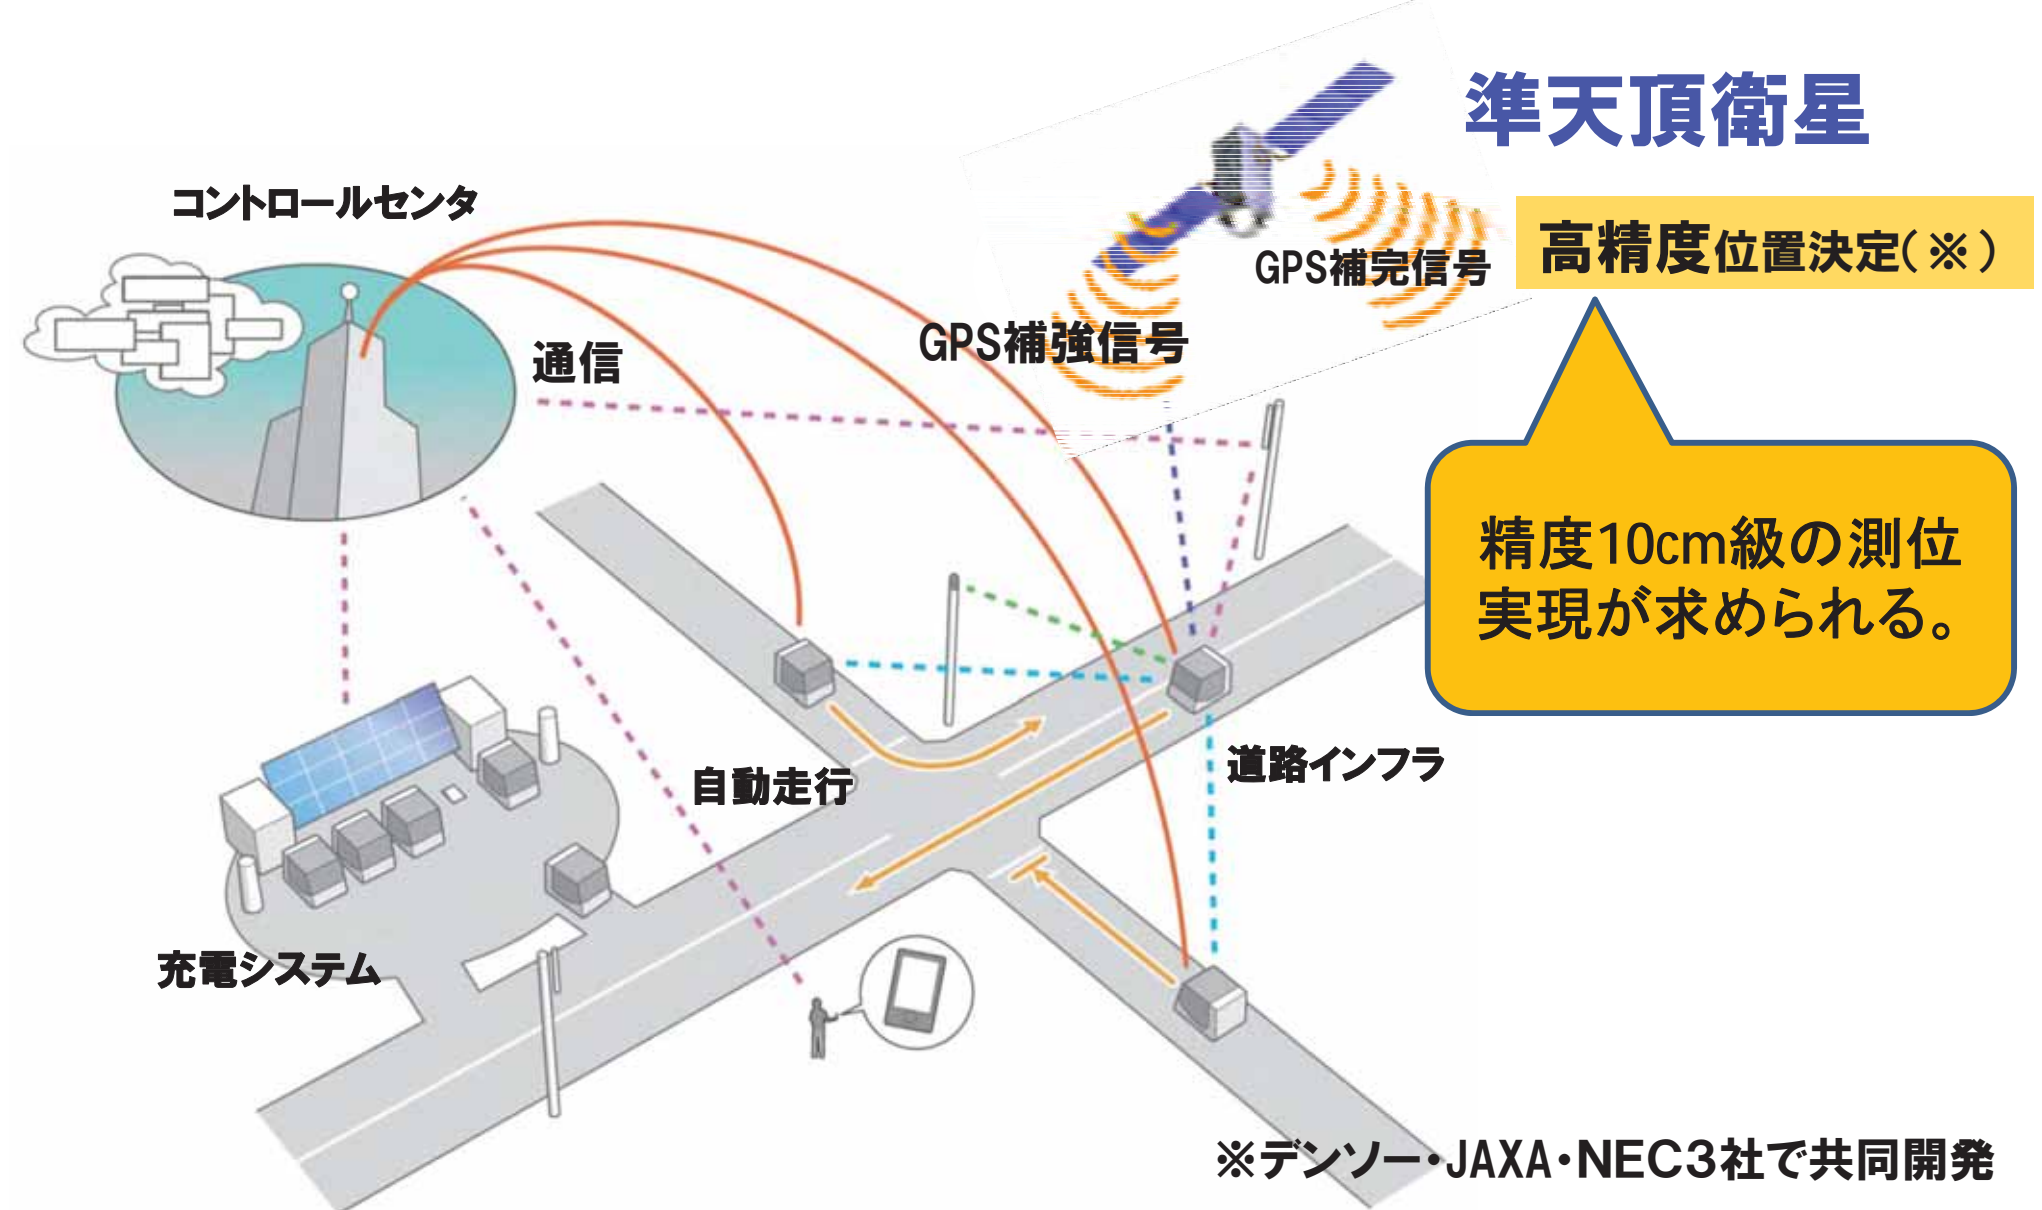 準天頂衛星
コントロールセンタ
高精度位置決定(※)
GPS補完信号
GPS補強信号
通信
精度10cm級の測位
実現が求められる。
道路インフラ
自動走行
充電システム
※デンソー・JAXA・NEC3社で共同開発